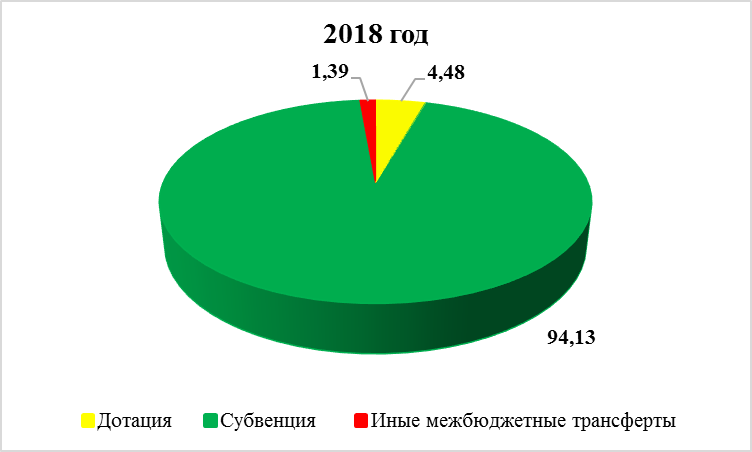 2018 год
1,39
4,48
94,13
Дотация
Субвенция
Иные межбюджетные трансферты